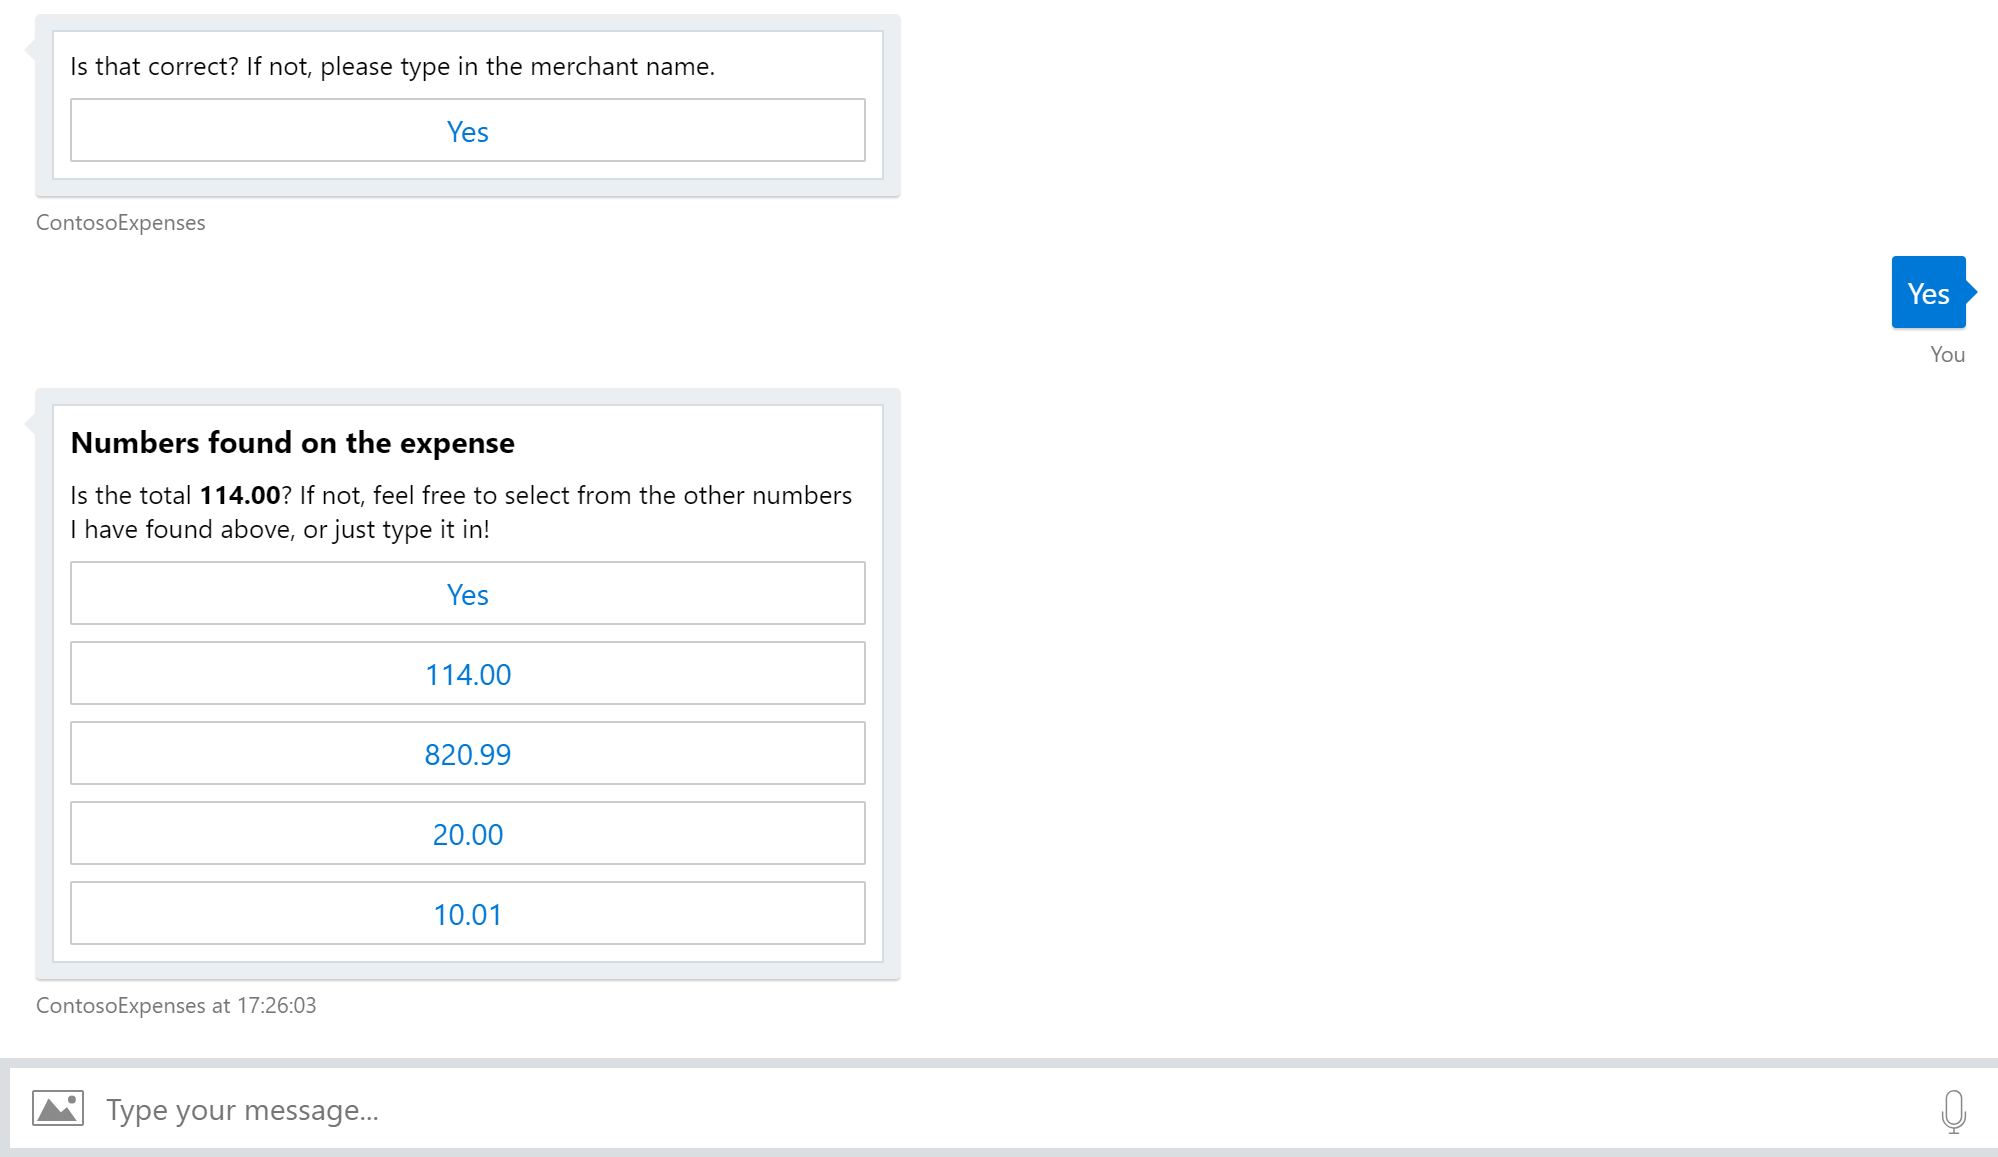 Is that correct? If not, please type in the merchant name.
Yes
ContosoExpenses
Yes
You
Numbers found on the expense
Is the total 114.00? If not, feel free to select from the other numbers
I have found above, or just type it in!
Yes
114.00
820.99
20.00
10.01
ContosoExpenses at 17:26:03
Type your message...